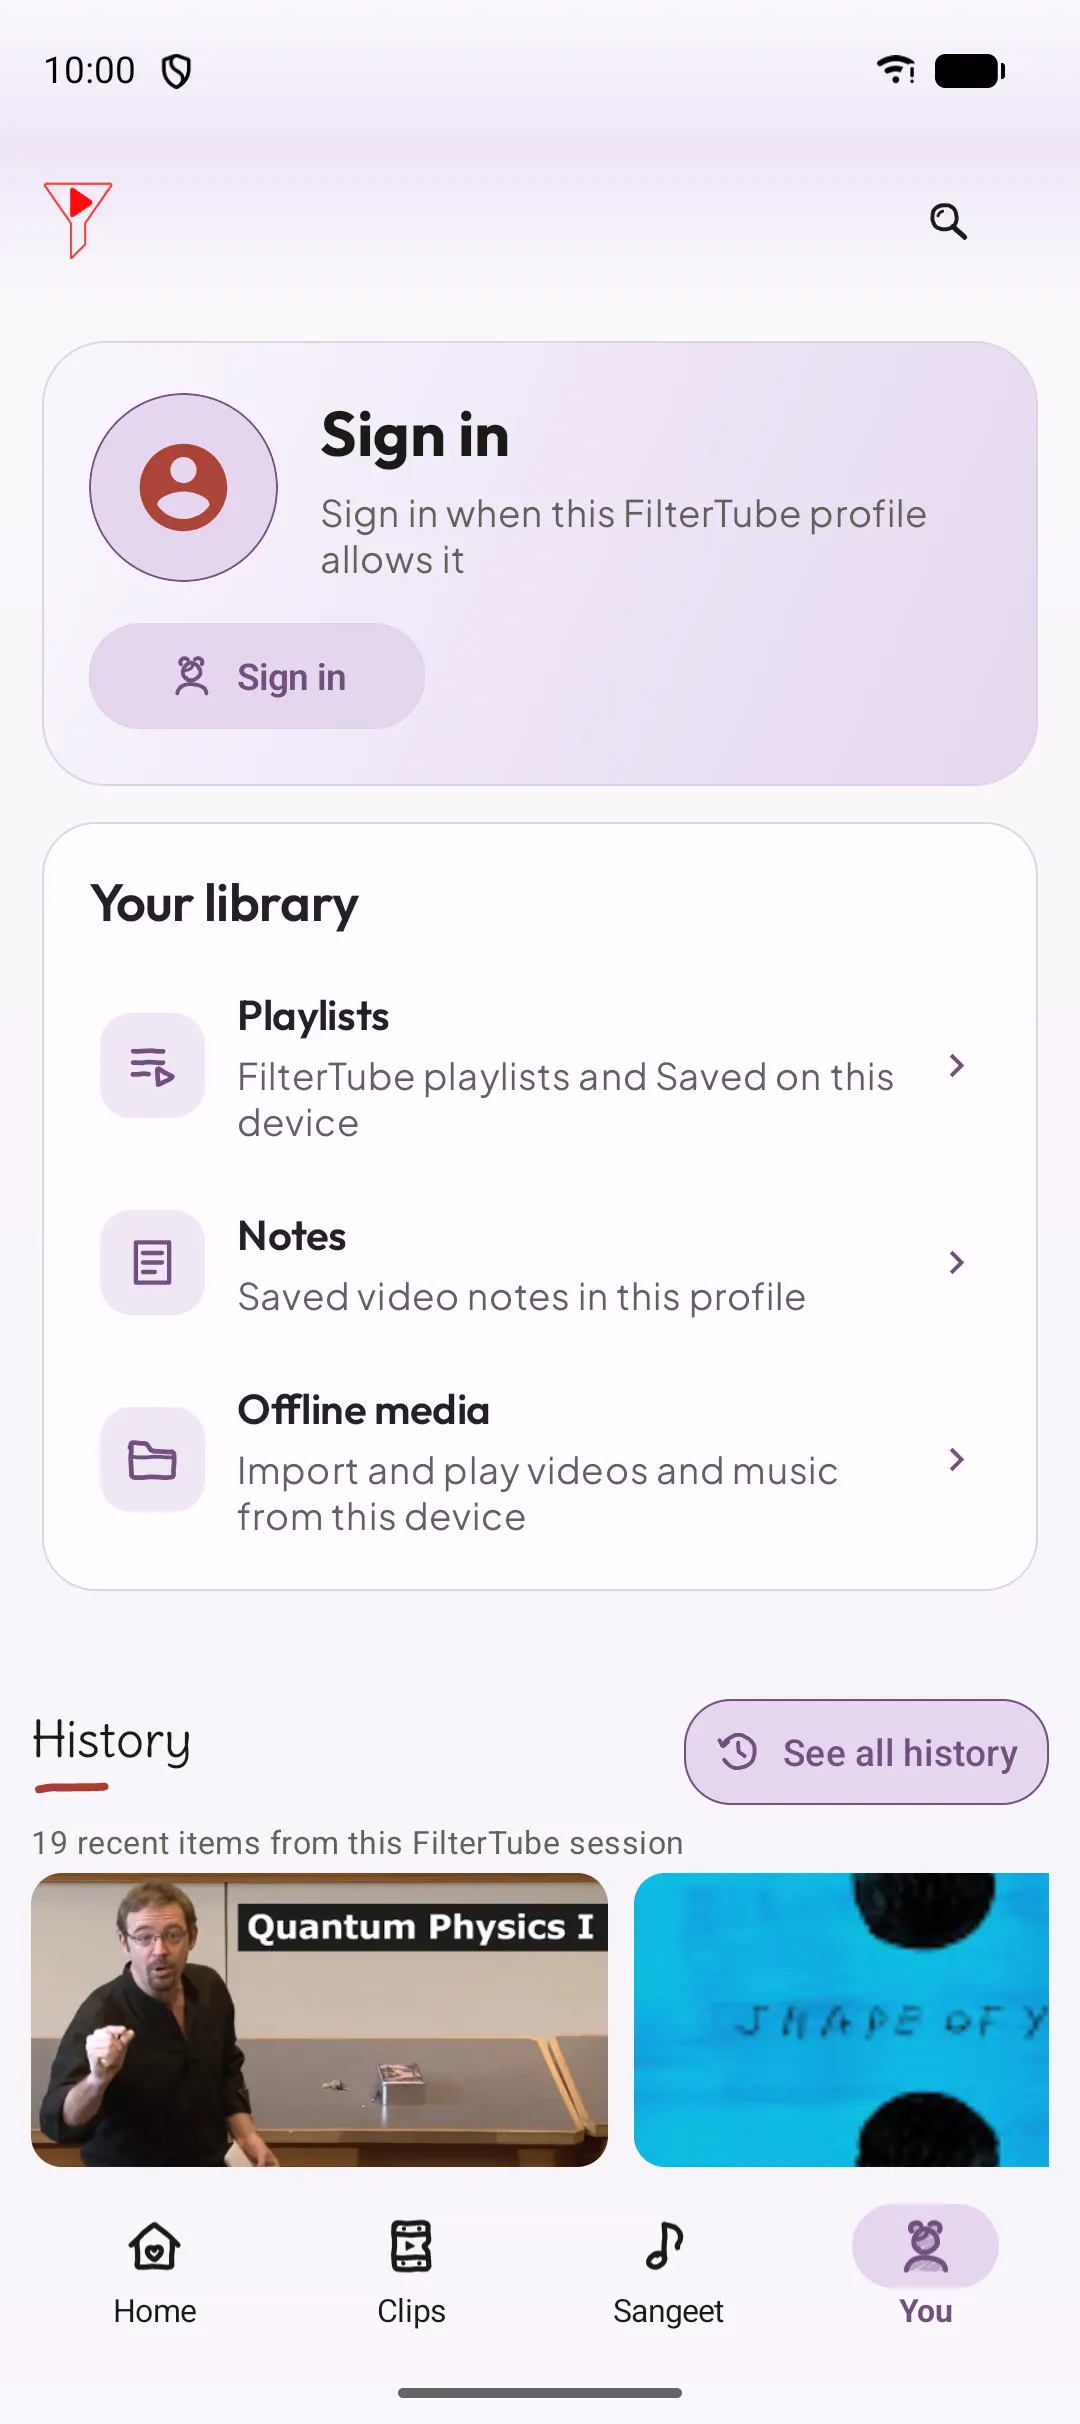 10:00
Sign in
Sign in when this FilterTube profile
allows it
Sign in
Your library
Playlists
FilterTube playlists and Saved on this
device
Notes
Saved video notes in this profile
Offline media
Import and play videos and music
from this device
History
See all history
19 recent items from this FilterTube session
Quantum Physics I
SHAPE OF Y
Home
Clips
Sangeet
You